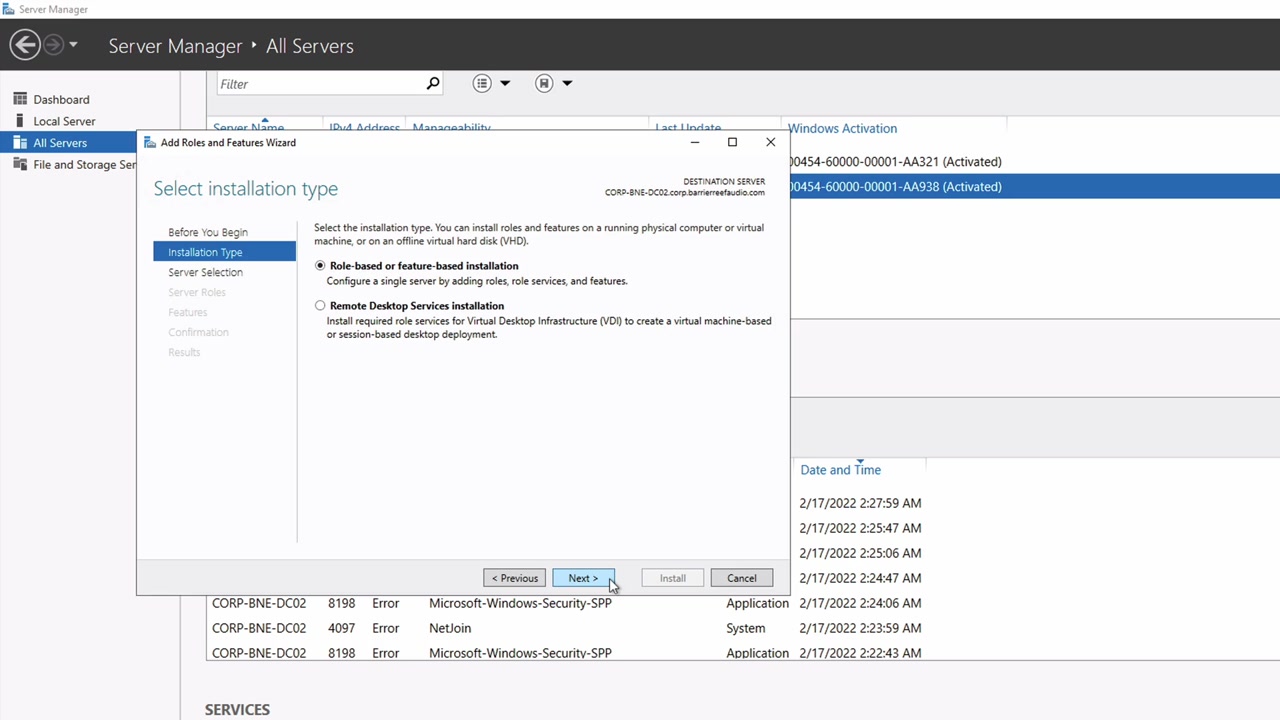 Server Manager
Server Manager ‣ All Servers
Dashboard
Local Server
All Servers
File and Storage Ser
Filter
Server Name IPv4 Address Manageability Last Update Windows Activation
00454-60000-00001-AA321 (Activated)
00454-60000-00001-AA938 (Activated)
Add Roles and Features Wizard
Select installation type
DESTINATION SERVER
CORP-BNE-DC02.corp.barrierreefaudio.com
Before You Begin
Installation Type
Server Selection
Server Roles
Features
Confirmation
Results
Select the installation type. You can install roles and features on a running physical computer or virtual
machine, or on an offline virtual hard disk (VHD).
Role-based or feature-based installation
Configure a single server by adding roles, role services, and features.
Remote Desktop Services installation
Install required role services for Virtual Desktop Infrastructure (VDI) to create a virtual machine-based
or session-based desktop deployment.
< Previous Next > Install Cancel
Date and Time
2/17/2022 2:27:59 AM
2/17/2022 2:25:47 AM
2/17/2022 2:25:06 AM
2/17/2022 2:24:47 AM
CORP-BNE-DC02 8198 Error Microsoft-Windows-Security-SPP Application 2/17/2022 2:24:06 AM
CORP-BNE-DC02 4097 Error NetJoin System 2/17/2022 2:23:59 AM
CORP-BNE-DC02 8198 Error Microsoft-Windows-Security-SPP Application 2/17/2022 2:22:43 AM
SERVICES